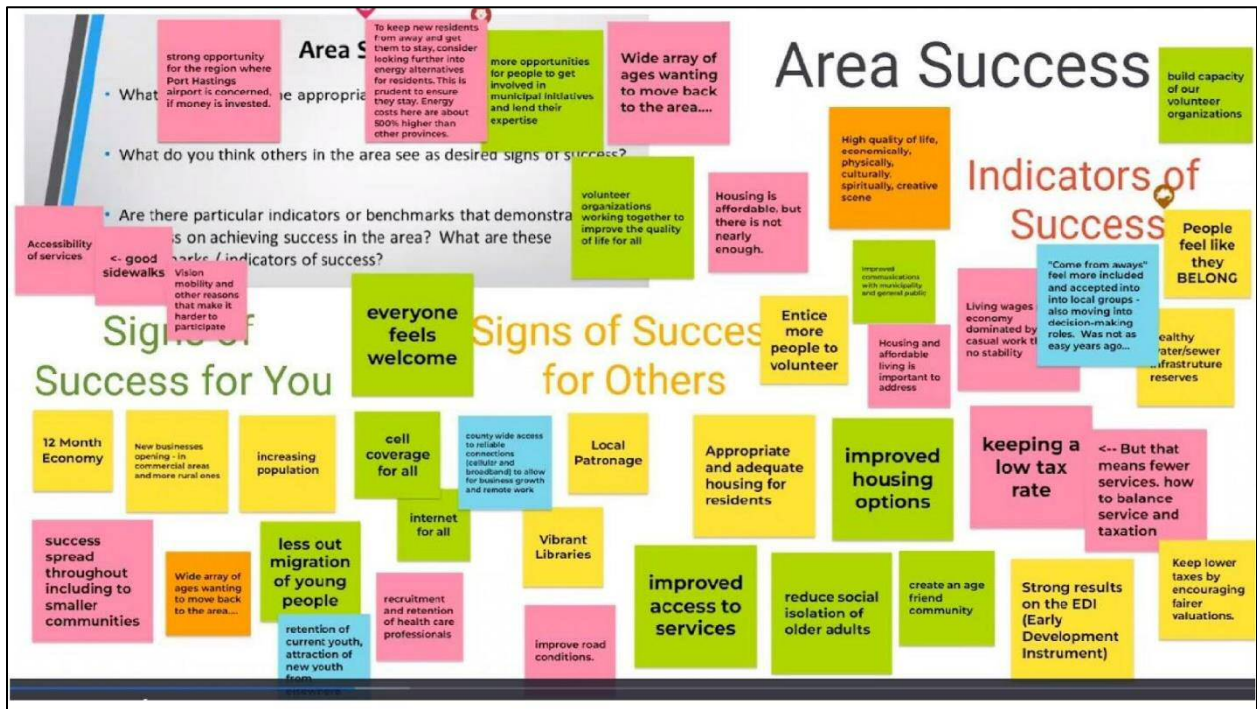 Area S
• What
ne appropria
• What do you think others in the area see as desired signs of success?
• Are there particular indicators or benchmarks that demonstra
ss on achieving success in the area? What are these
arks / indicators of success?
strong opportunity
for the region where
Port Hastings
airport is concerned,
if money is invested.
To keep new residents
from away and get
them to stay, consider
looking further into
energy alternatives
for residents. This is
prudent to ensure
they stay. Energy
costs here are about
500% higher than
other provinces.
more opportunities
for people to get
involved in
municipal initiatives
and lend their
expertise
Wide array of
ages wanting
to move back
to the area....
Area Success
build capacity
of our
volunteer
organizations
High quality of life,
economically,
physically,
culturally,
spiritually, creative
scene
Indicators of
Success
volunteer
organizations
working together to
improve the quality
of life for all
Housing is
affordable, but
there is not
nearly
enough.
People
feel like
they
BELONG
Accessibility
of services
<- good
sidewalks
Vision
mobility and
other reasons
that make it
harder to
participate
improved
communications
with municipality
and general public
"Come from aways"
feel more included
and accepted into
into local groups -
also moving into
decision-making
roles. Was not as
easy years ago...
Living wages
economy
dominated by
casual work th
no stability
everyone
feels
welcome
Entice
more
people to
volunteer
Housing and
affordable
living is
important to
address
ealthy
water/sewer
infrastruture
reserves
Signs of
Success for You
Signs of Succes
for Others
12 Month
Economy
New businesses
opening - in
commercial areas
and more rural ones
increasing
population
cell
coverage
for all
county wide access
to reliable
connections
(cellular and
broadband) to allow
for business growth
and remote work
Local
Patronage
Appropriate
and adequate
housing for
residents
improved
housing
options
keeping a
low tax
rate
<-- But that
means fewer
services. how
to balance
service and
taxation
internet
for all
Vibrant
Libraries
success
spread
throughout
including to
smaller
communities
Wide array of
ages wanting
to move back
to the area....
less out
migration
of young
people
retention of
current youth,
attraction of
new youth
from
elsewhere
recruitment
and retention
of health care
professionals
improve road
conditions.
improved
access to
services
reduce social
isolation of
older adults
create an age
friend
community
Strong results
on the EDI
(Early
Development
Instrument)
Keep lower
taxes by
encouraging
fairer
valuations.